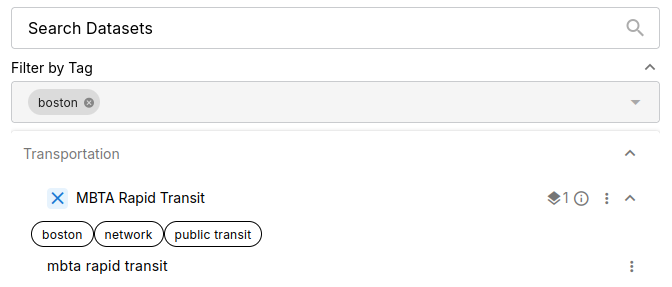 Search Datasets
Filter by Tag
boston
Transportation
MBTA Rapid Transit 1
boston network public transit
mbta rapid transit